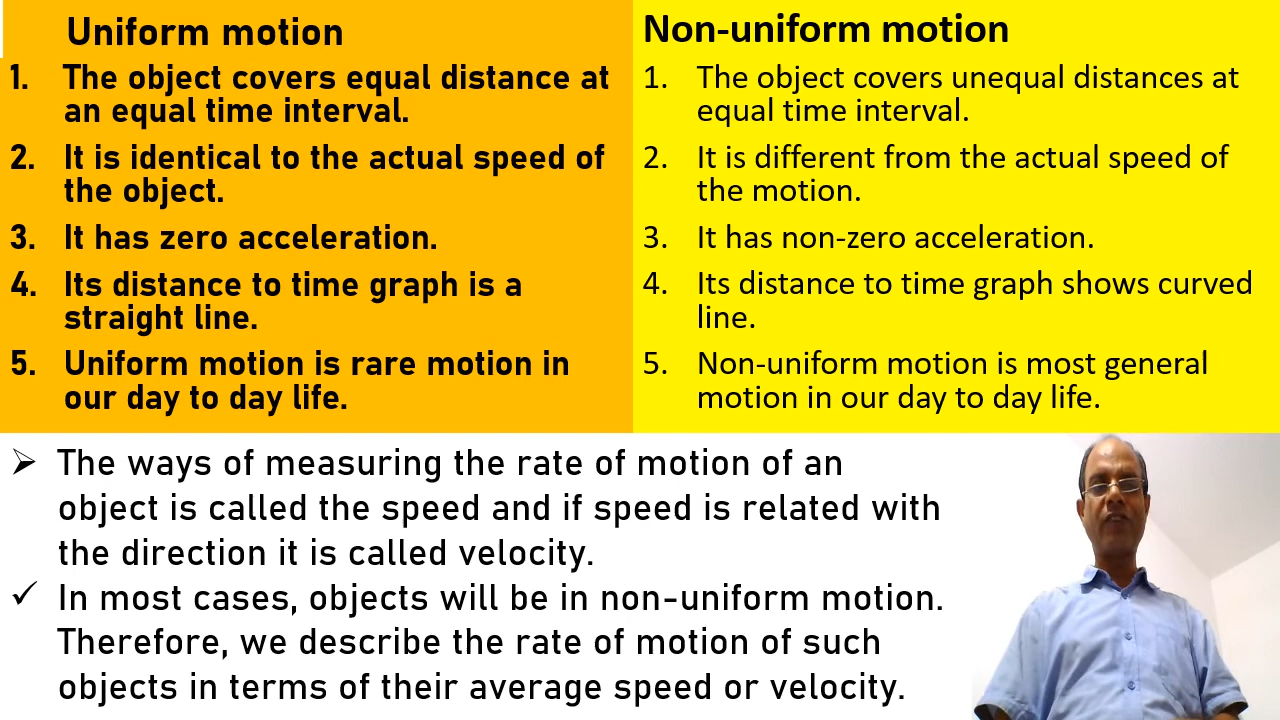 Uniform motion
1. The object covers equal distance at
an equal time interval.
2. It is identical to the actual speed of
the object.
3. It has zero acceleration.
4. Its distance to time graph is a
straight line.
5. Uniform motion is rare motion in
our day to day life.
Non-uniform motion
1. The object covers unequal distances at
equal time interval.
2. It is different from the actual speed of
the motion.
3. It has non-zero acceleration.
4. Its distance to time graph shows curved
line.
5. Non-uniform motion is most general
motion in our day to day life.
➢ The ways of measuring the rate of motion of an
object is called the speed and if speed is related with
the direction it is called velocity.
✓ In most cases, objects will be in non-uniform motion.
Therefore, we describe the rate of motion of such
objects in terms of their average speed or velocity.